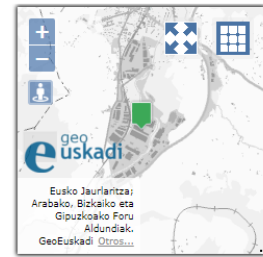 +
−
geo
euskadi
Eusko Jaurlaritza;
Arabako, Bizkaiko eta
Gipuzkoako Foru
Aldundiak.
GeoEuskadi Otros...